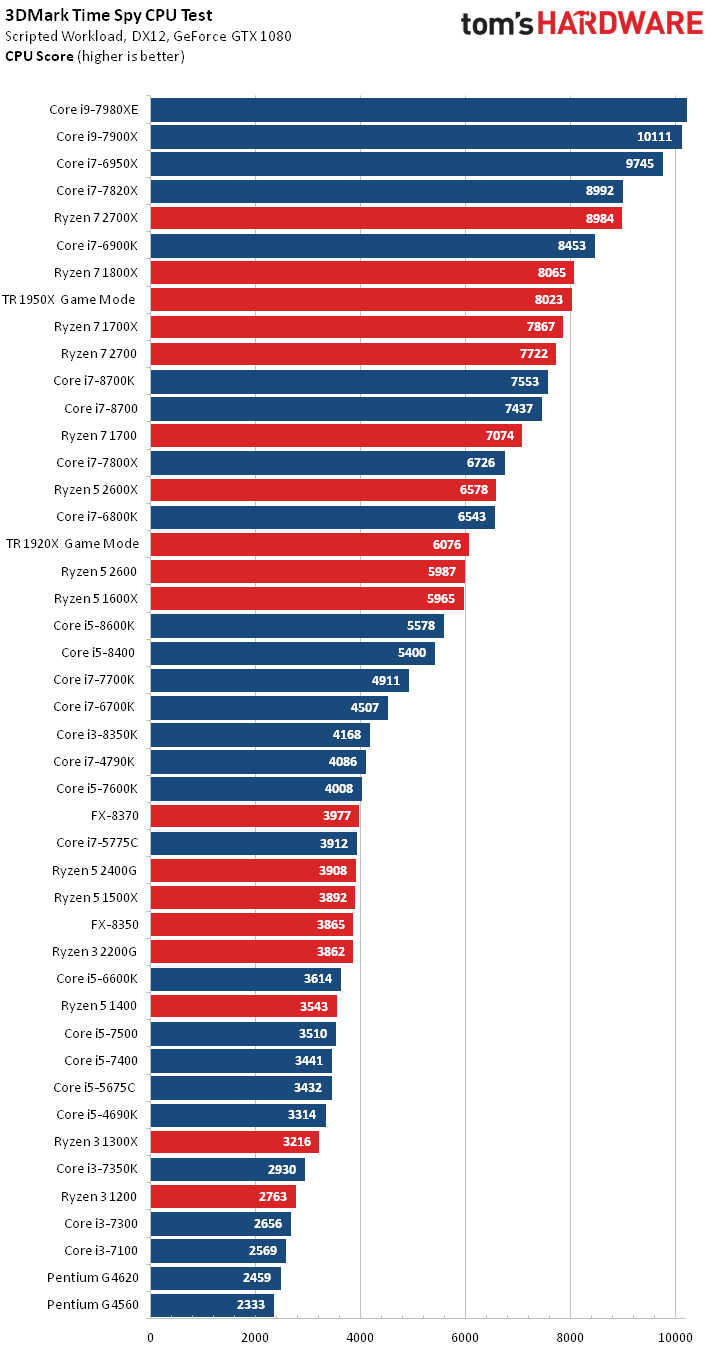 3DMark Time Spy CPU Test
tom's HARDWARE
Scripted Workload, DX12, GeForce GTX 1080
CPU Score (higher is better)
Core i9-7980XE
Core i9-7900X 10111
Core i7-6950X 9745
Core i7-7820X 8992
Ryzen 7 2700X 8984
Core i7-6900K 8453
Ryzen 7 1800X 8065
TR 1950X Game Mode 8023
Ryzen 7 1700X 7867
Ryzen 7 2700 7722
Core i7-8700K 7553
Core i7-8700 7437
Ryzen 7 1700 7074
Core i7-7800X 6726
Ryzen 5 2600X 6578
Core i7-6800K 6543
TR 1920X Game Mode 6076
Ryzen 5 2600 5987
Ryzen 5 1600X 5965
Core i5-8600K 5578
Core i5-8400 5400
Core i7-7700K 4911
Core i7-6700K 4507
Core i3-8350K 4168
Core i7-4790K 4086
Core i5-7600K 4008
FX-8370 3977
Core i7-5775C 3912
Ryzen 5 2400G 3908
Ryzen 5 1500X 3892
FX-8350 3865
Ryzen 3 2200G 3862
Core i5-6600K 3614
Ryzen 5 1400 3543
Core i5-7500 3510
Core i5-7400 3441
Core i5-5675C 3432
Core i5-4690K 3314
Ryzen 3 1300X 3216
Core i3-7350K 2930
Ryzen 3 1200 2763
Core i3-7300 2656
Core i3-7100 2569
Pentium G4620 2459
Pentium G4560 2333
0 2000 4000 6000 8000 10000